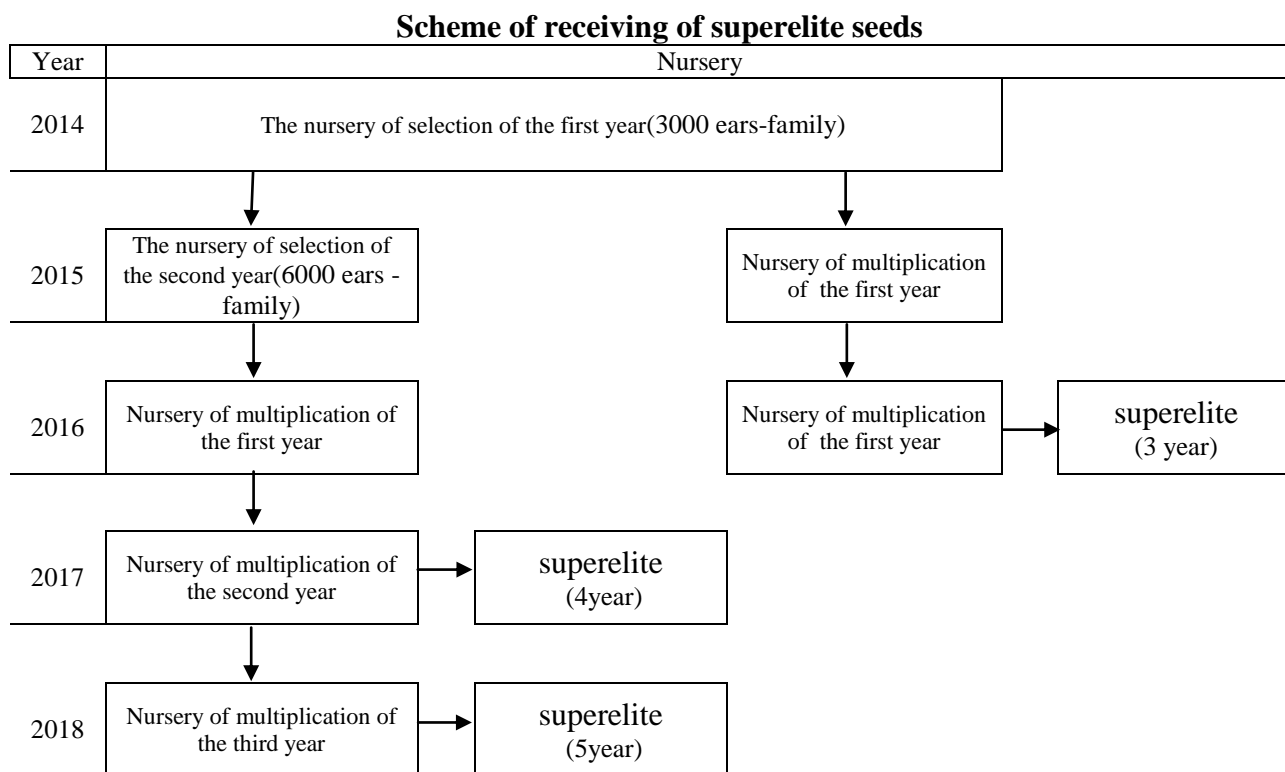 Scheme of receiving of superelite seeds
Year
Nursery
2014
The nursery of selection of the first year(3000 ears-family)
2015
The nursery of selection of
the second year(6000 ears -
family)
Nursery of multiplication
of the first year
2016
Nursery of multiplication of
the first year
Nursery of multiplication
of the first year
superelite
(3 year)
2017
Nursery of multiplication of
the second year
superelite
(4year)
2018
Nursery of multiplication of
the third year
superelite
(5year)